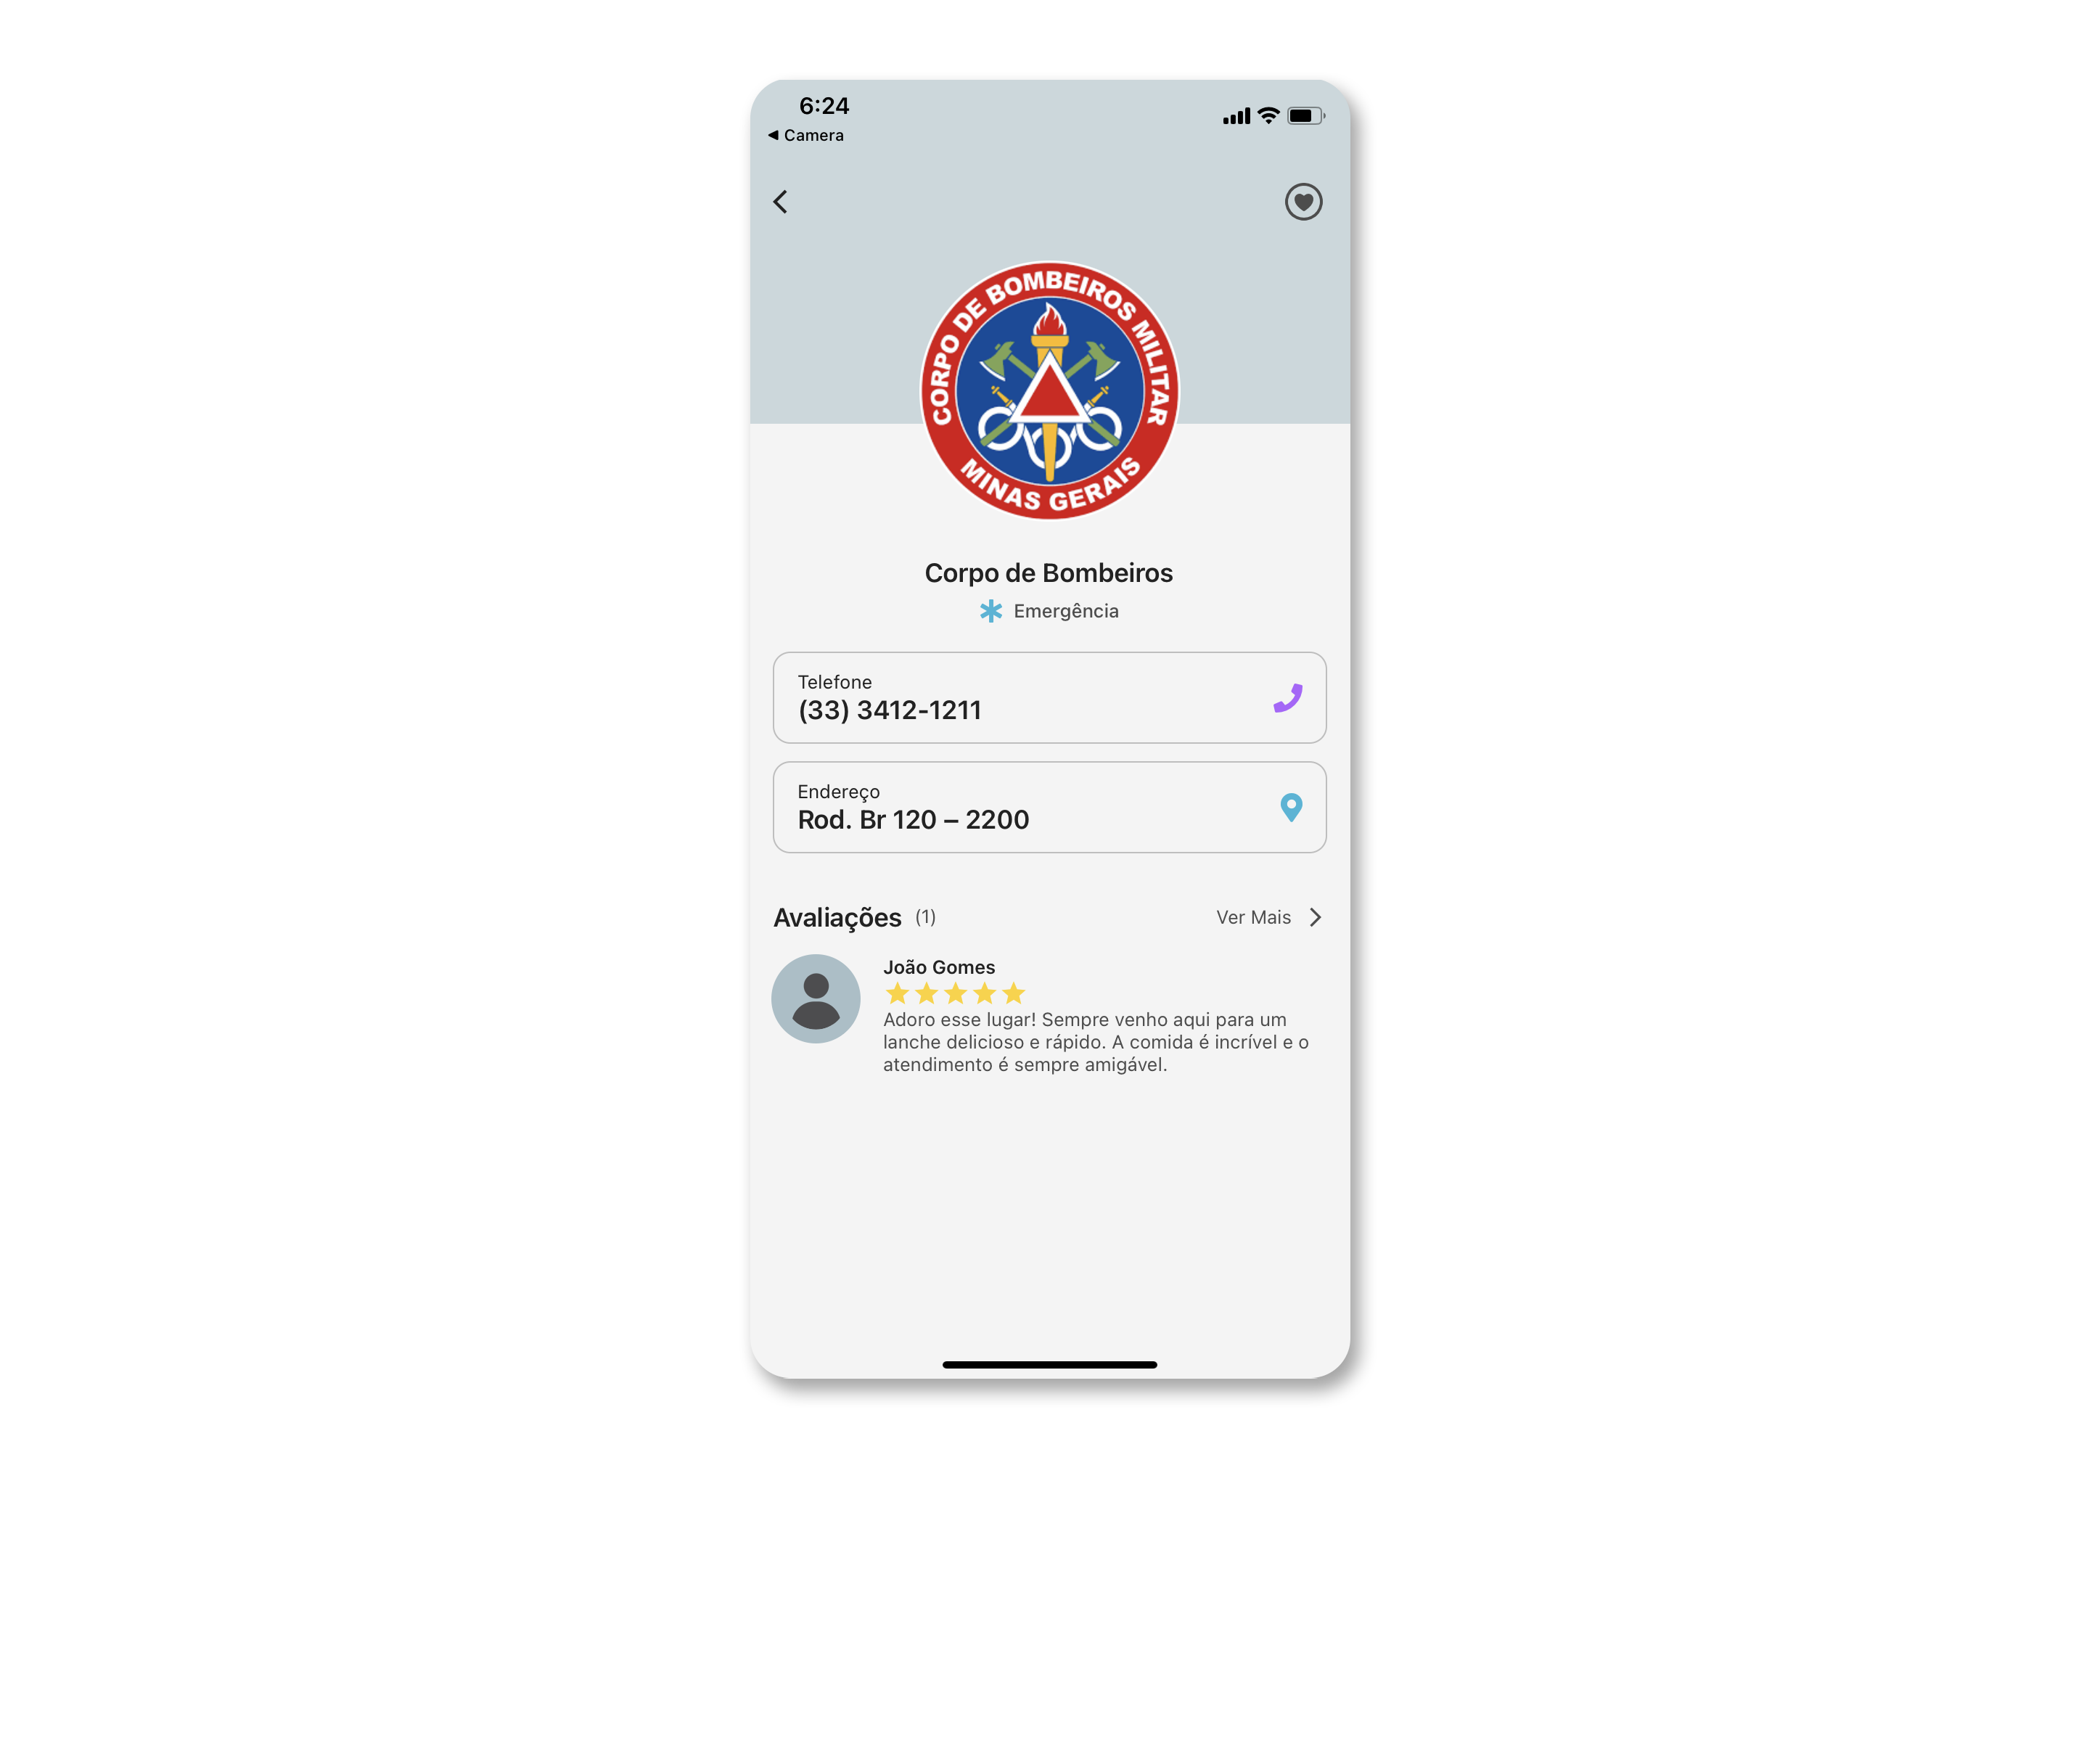 6:24
Camera
CORPO DE BOMBEIROS MILITAR
MINAS GERAIS
Corpo de Bombeiros
Emergência
Telefone
(33) 3412-1211
Endereço
Rod. Br 120 – 2200
Avaliações (1)
Ver Mais
João Gomes
Adoro esse lugar! Sempre venho aqui para um
lanche delicioso e rápido. A comida é incrível e o
atendimento é sempre amigável.